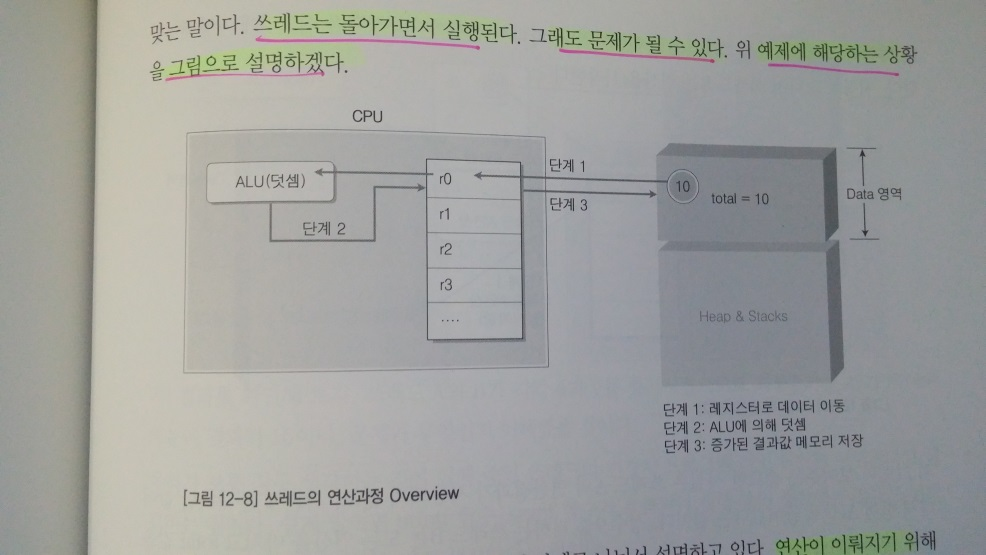 맞는 말이다. 쓰레드는 돌아가면서 실행된다. 그래도 문제가 될 수 있다. 위 예제에 해당하는 상황
을 그림으로 설명하겠다.
CPU
ALU(덧셈)
단계 2
r0
r1
r2
r3
....
단계 1
단계 3
10
total = 10
Data 영역
Heap & Stacks
단계 1: 레지스터로 데이터 이동
단계 2: ALU에 의해 덧셈
단계 3: 증가된 결과값 메모리 저장
[그림 12-8] 쓰레드의 연산과정 Overview
설명하고 있다. 연산이 이뤄지기 위해